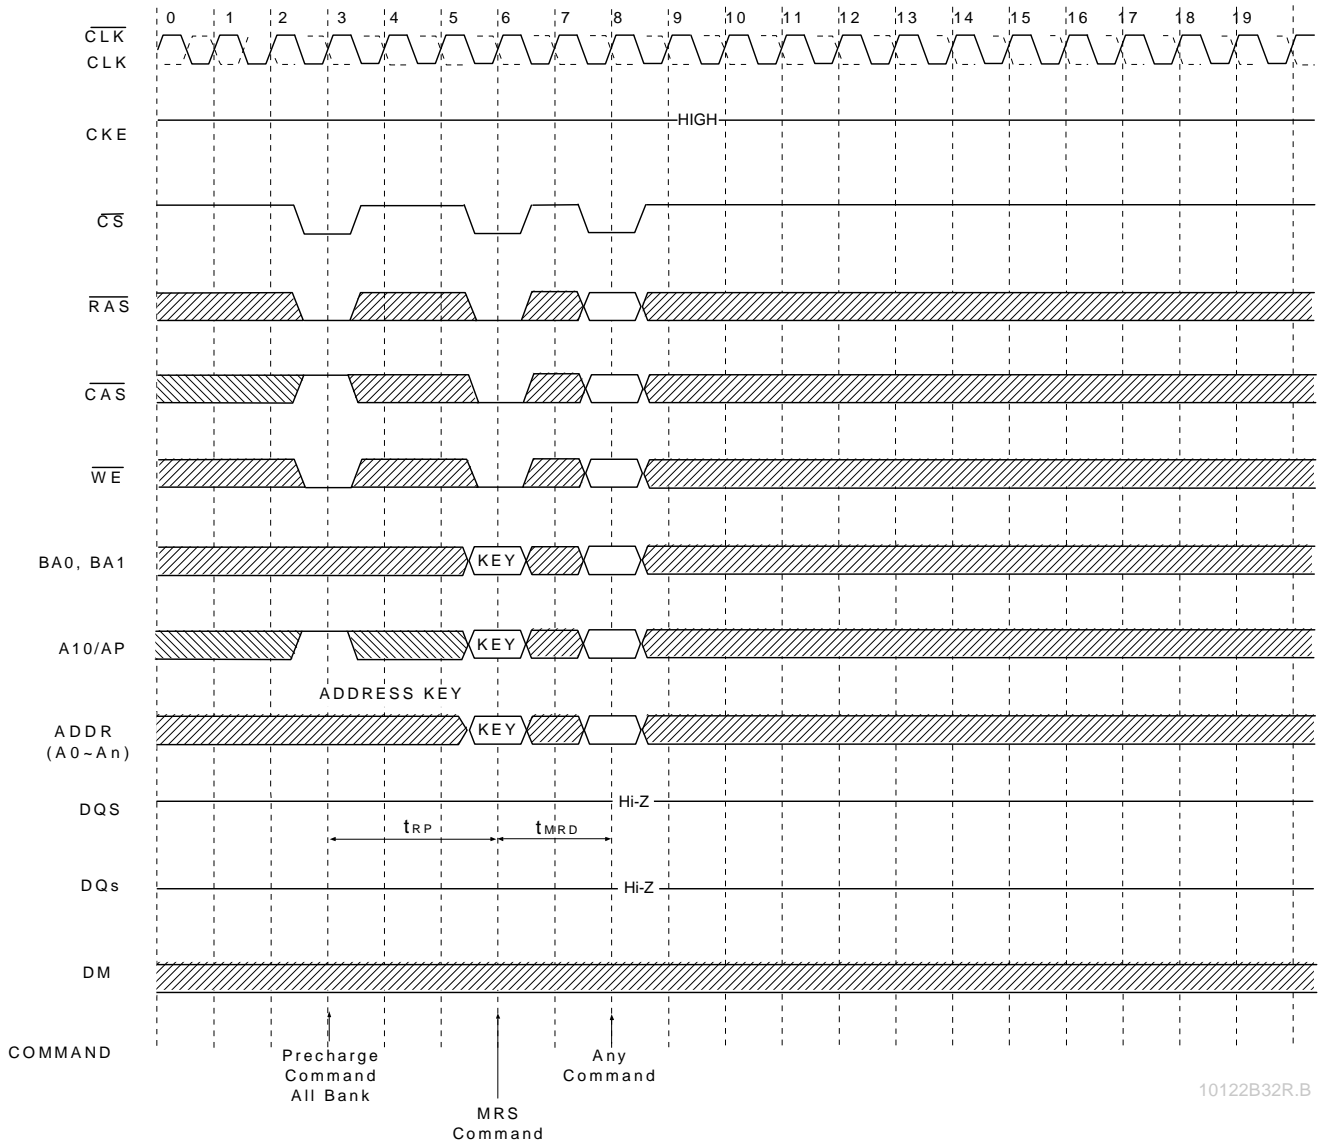 0 1 2 3 4 5 6 7 8 9 10 11 12 13 14 15 16 17 18 19
CLK
CLK
CKE
HIGH
CS
RAS
CAS
WE
BA0, BA1
KEY
A10/AP
KEY
ADDRESS KEY
ADDR
(A0~An)
KEY
DQS
Hi-Z
tRP
tMRD
DQs
Hi-Z
DM
COMMAND
Precharge
Command
All Bank
MRS
Command
Any
Command
10122B32R.B